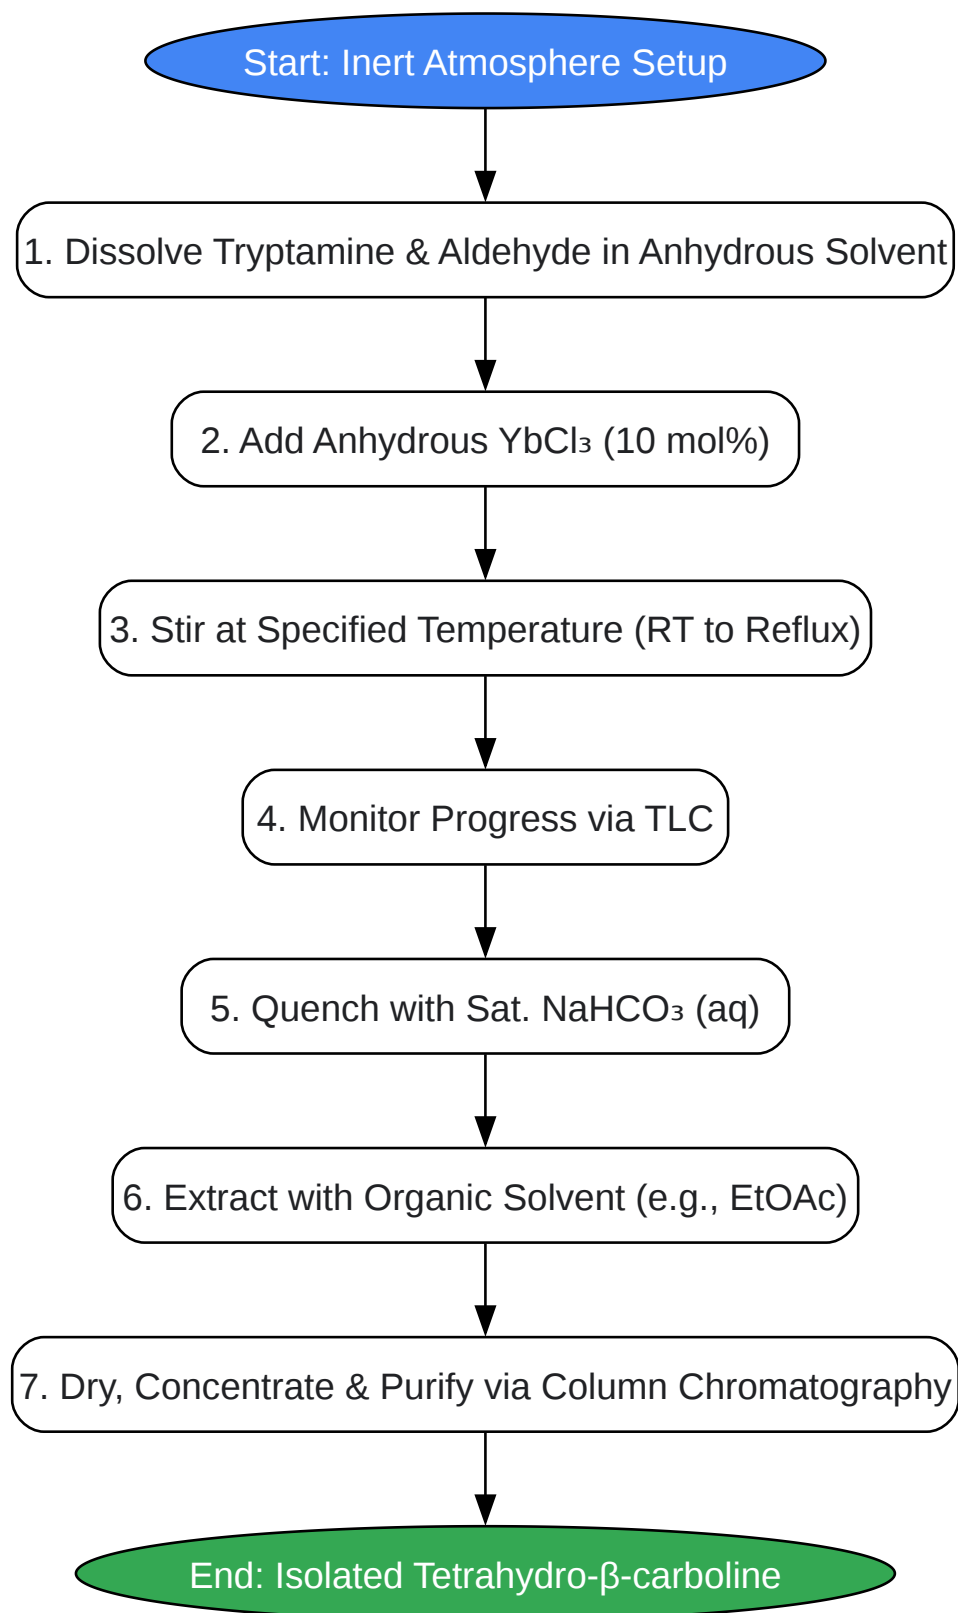 Start: Inert Atmosphere Setup
1. Dissolve Tryptamine & Aldehyde in Anhydrous Solvent
2. Add Anhydrous YbCl₃ (10 mol%)
3. Stir at Specified Temperature (RT to Reflux)
4. Monitor Progress via TLC
5. Quench with Sat. NaHCO₃ (aq)
6. Extract with Organic Solvent (e.g., EtOAc)
7. Dry, Concentrate & Purify via Column Chromatography
End: Isolated Tetrahydro-β-carboline